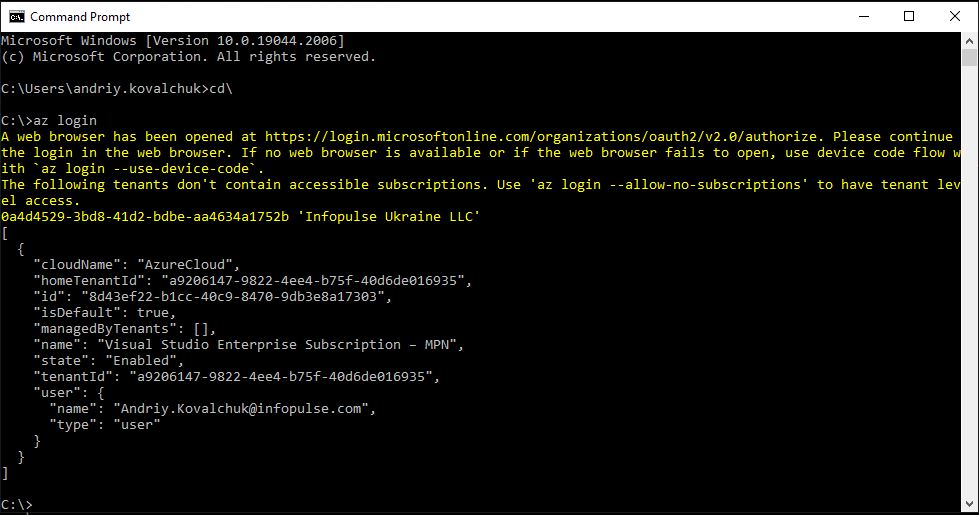 Command Prompt
Microsoft Windows [Version 10.0.19044.2006]
(c) Microsoft Corporation. All rights reserved.
C:\Users\andriy.kovalchuk>cd\
C:\>az login
A web browser has been opened at https://login.microsoftonline.com/organizations/oauth2/v2.0/authorize. Please continue
the login in the web browser. If no web browser is available or if the web browser fails to open, use device code flow w
ith `az login --use-device-code`.
The following tenants don't contain accessible subscriptions. Use 'az login --allow-no-subscriptions' to have tenant lev
el access.
0a4d4529-3bd8-41d2-bdbe-aa4634a1752b 'Infopulse Ukraine LLC'
[
  {
    "cloudName": "AzureCloud",
    "homeTenantId": "a9206147-9822-4ee4-b75f-40d6de016935",
    "id": "8d43ef22-b1cc-40c9-8470-9db3e8a17303",
    "isDefault": true,
    "managedByTenants": [],
    "name": "Visual Studio Enterprise Subscription – MPN",
    "state": "Enabled",
    "tenantId": "a9206147-9822-4ee4-b75f-40d6de016935",
    "user": {
      "name": "Andriy.Kovalchuk@infopulse.com",
      "type": "user"
    }
  }
]
C:\>